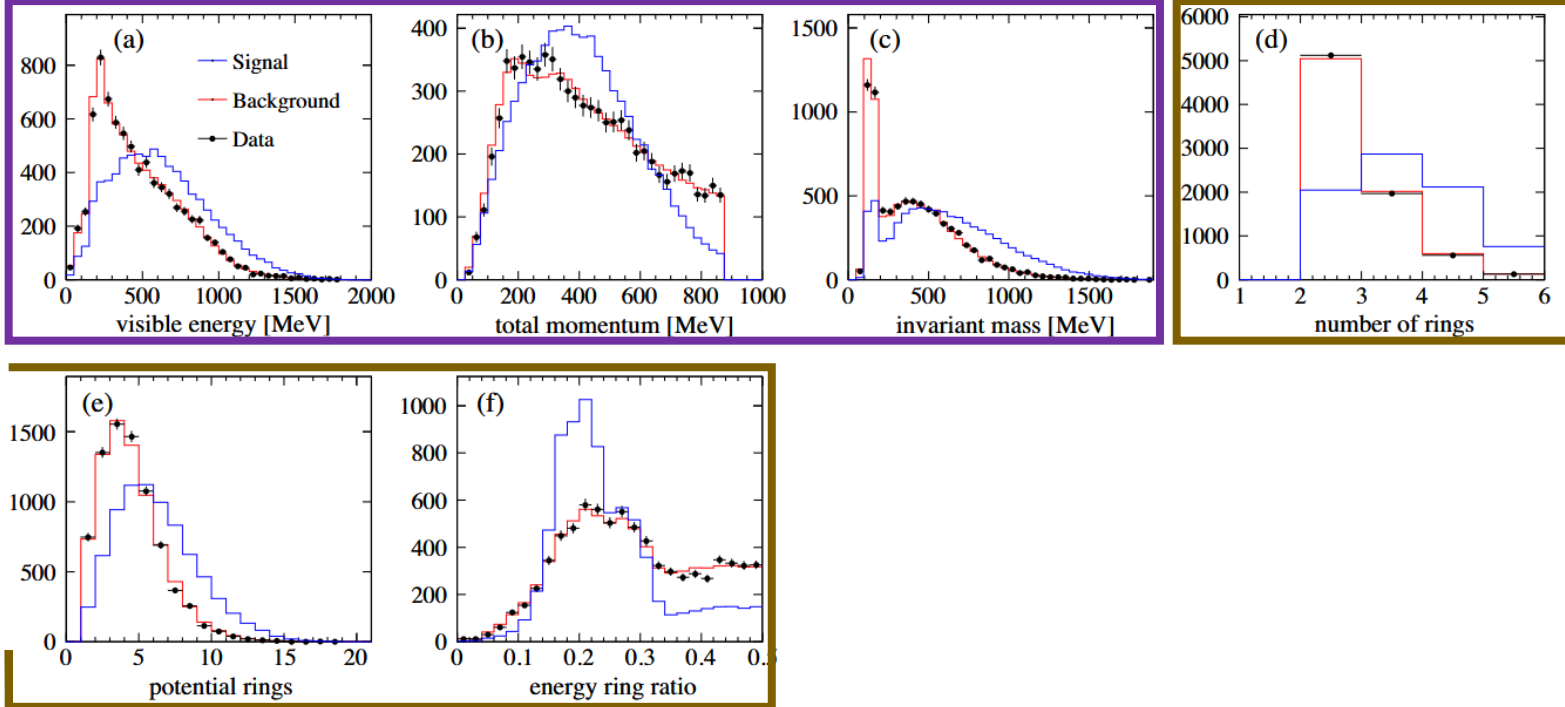 (a)
Signal
Background
Data
800
600
400
200
0
0 500 1000 1500 2000
visible energy [MeV]
(b)
400
300
200
100
0
0 200 400 600 800 1000
total momentum [MeV]
(c)
1500
1000
500
0
0 500 1000 1500
invariant mass [MeV]
(d)
6000
5000
4000
3000
2000
1000
0
1 2 3 4 5 6
number of rings
(e)
1500
1000
500
0
0 5 10 15 20
potential rings
(f)
1000
800
600
400
200
0
0 0.1 0.2 0.3 0.4 0.5
energy ring ratio